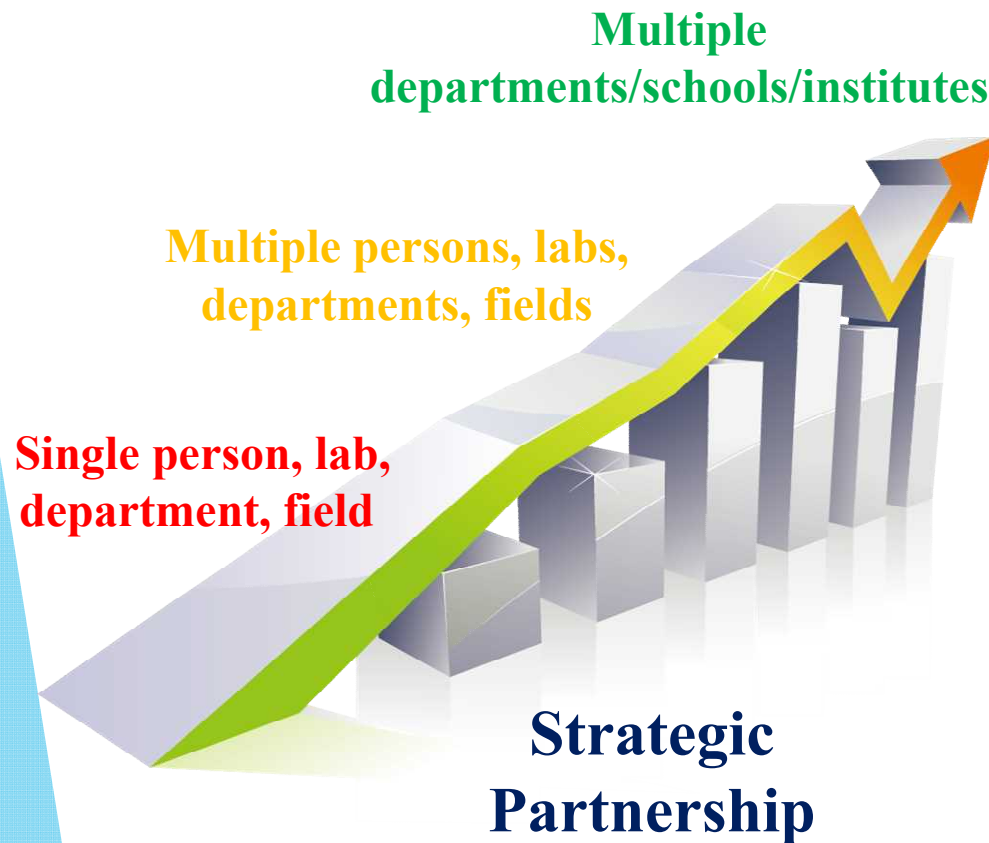 Multiple
departments/schools/institutes
Multiple persons, labs,
departments, fields
Single person, lab,
department, field
Strategic
Partnership